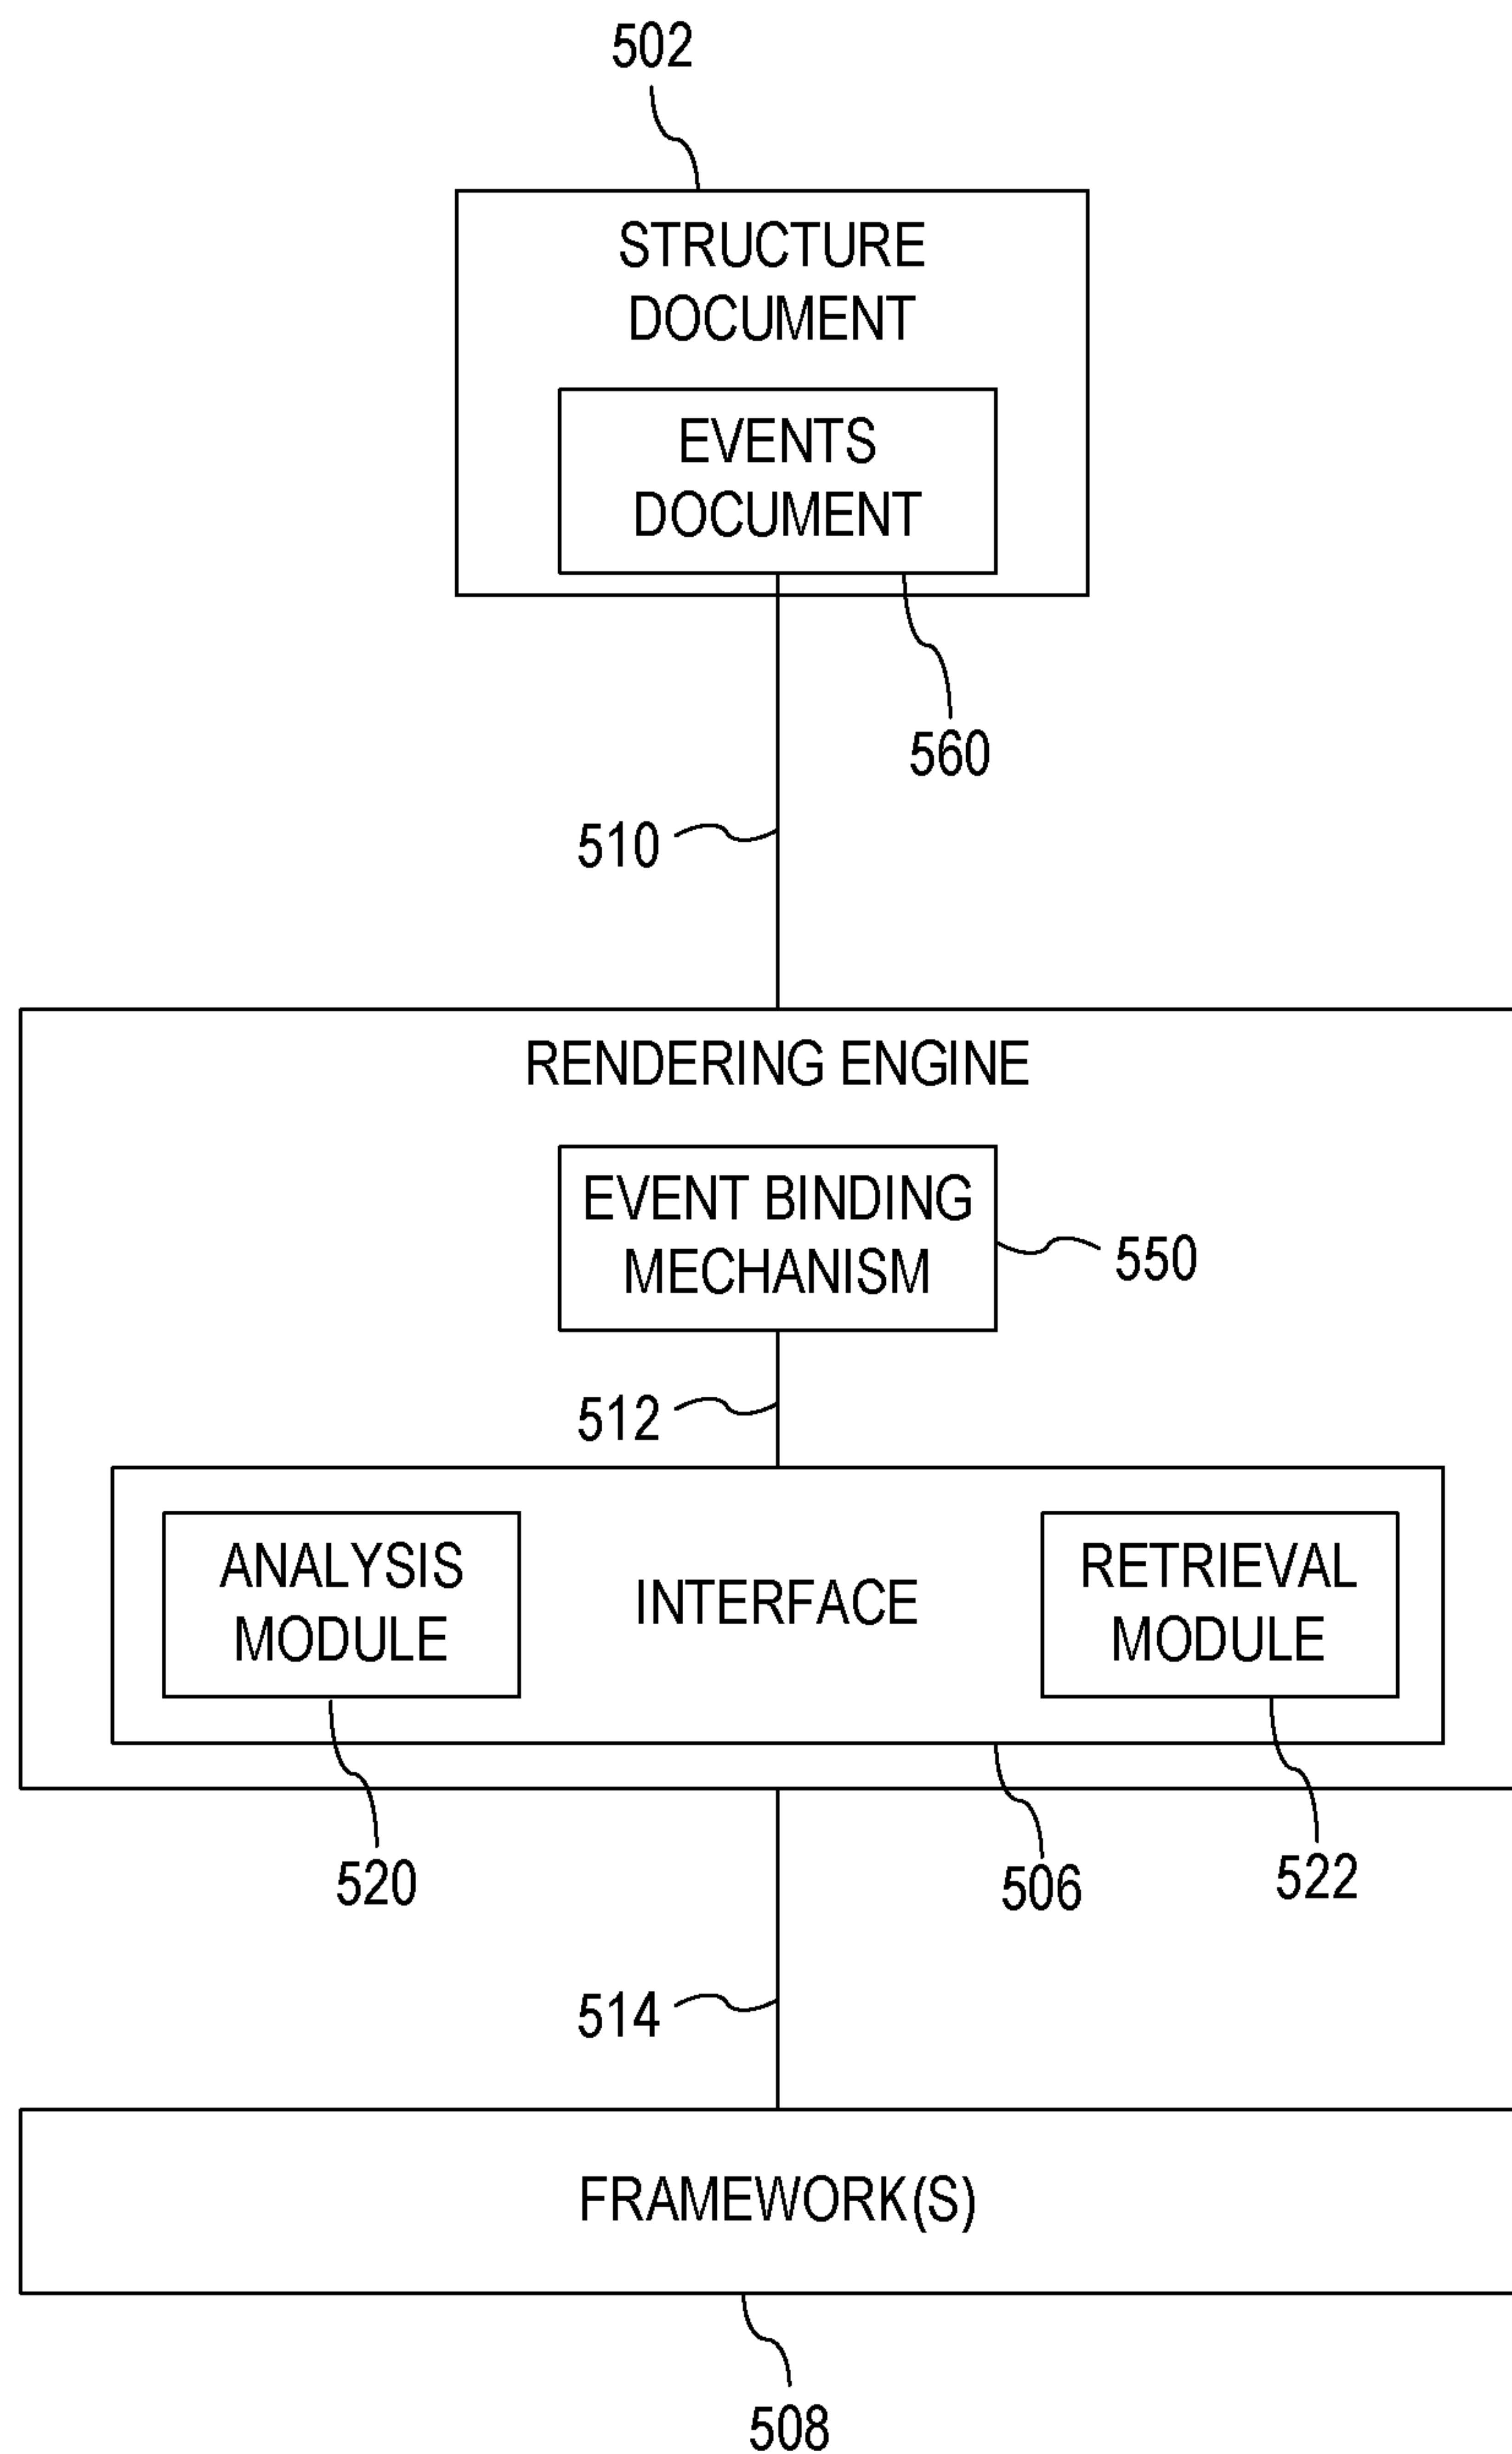 502
STRUCTURE
DOCUMENT
EVENTS
DOCUMENT
560
510
RENDERING ENGINE
EVENT BINDING
MECHANISM
550
512
ANALYSIS
MODULE
INTERFACE
RETRIEVAL
MODULE
520
506
522
514
FRAMEWORK(S)
508